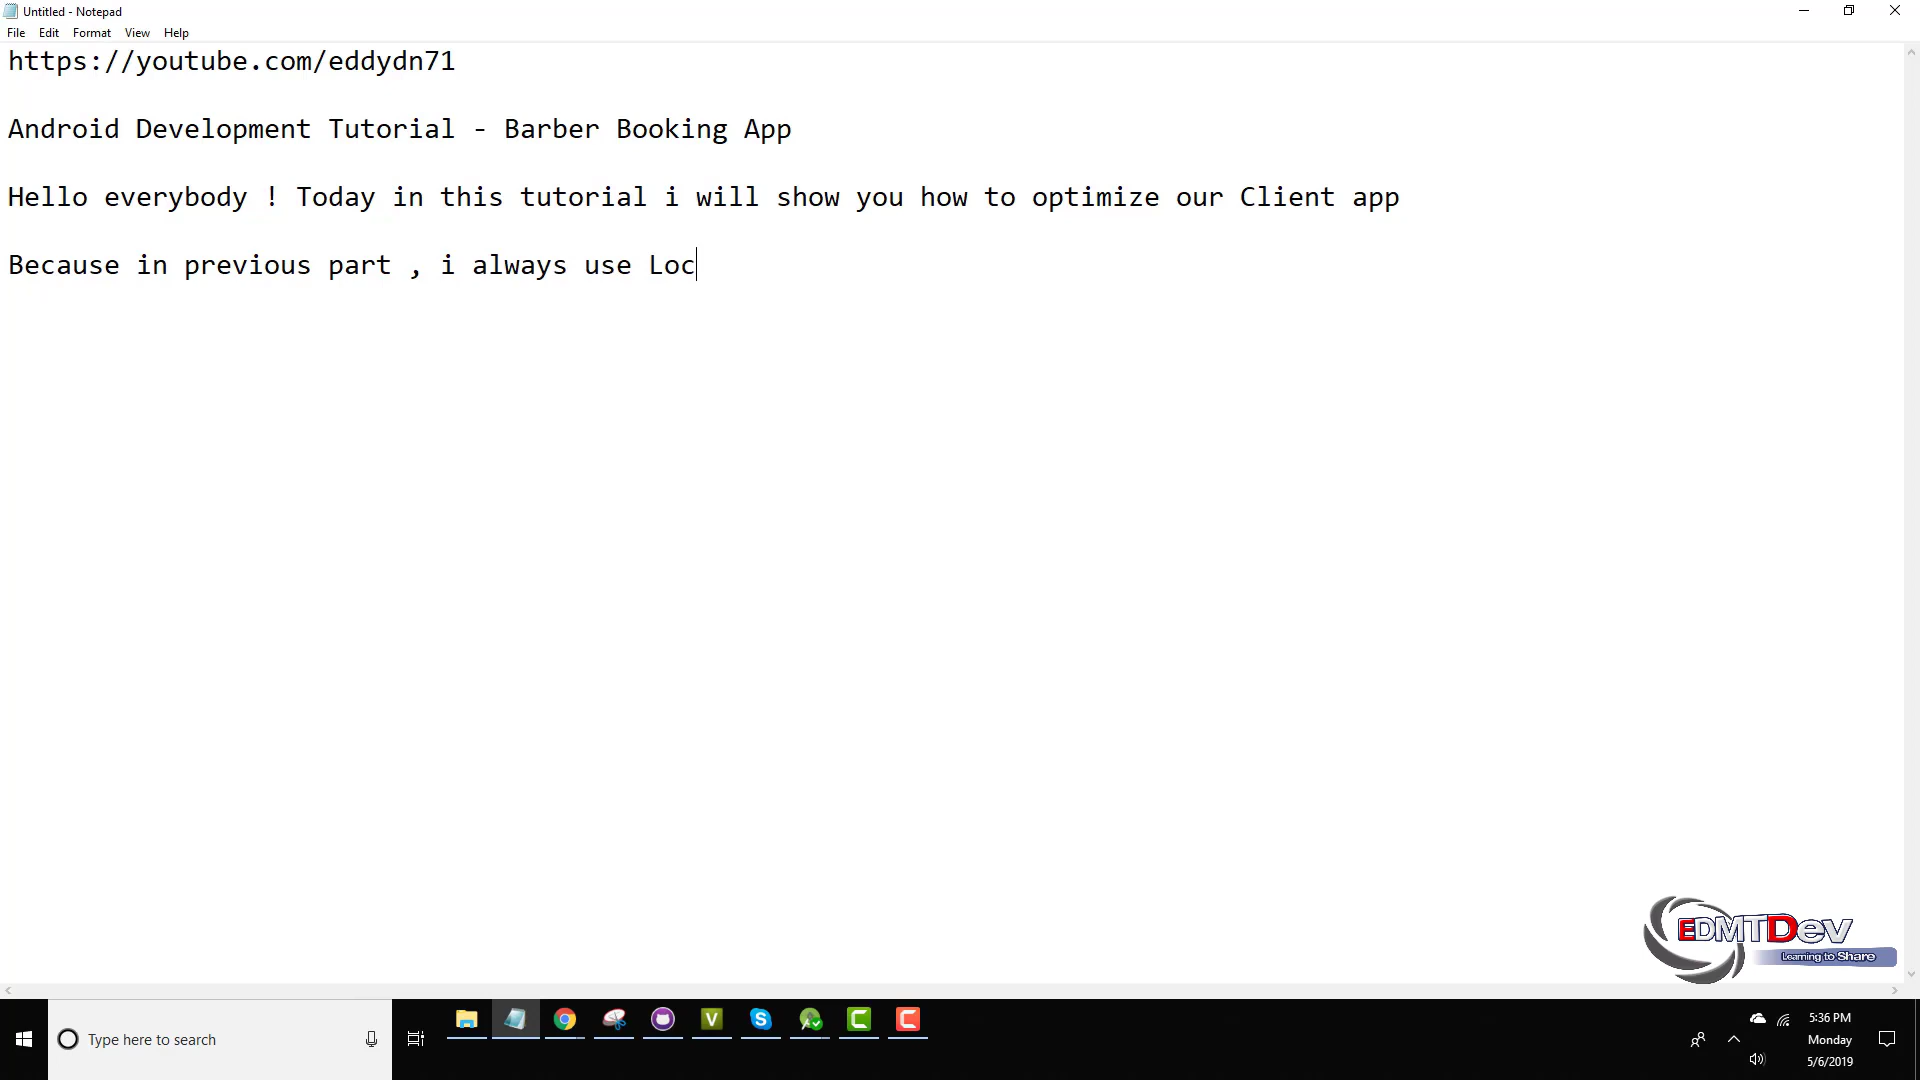 Untitled - Notepad
File Edit Format View Help
https://youtube.com/eddydn71
Android Development Tutorial - Barber Booking App
Hello everybody ! Today in this tutorial i will show you how to optimize our Client app
Because in previous part , i always use Loc
EDMTDev
Learning to Share
Type here to search
5:36 PM
Monday
5/6/2019